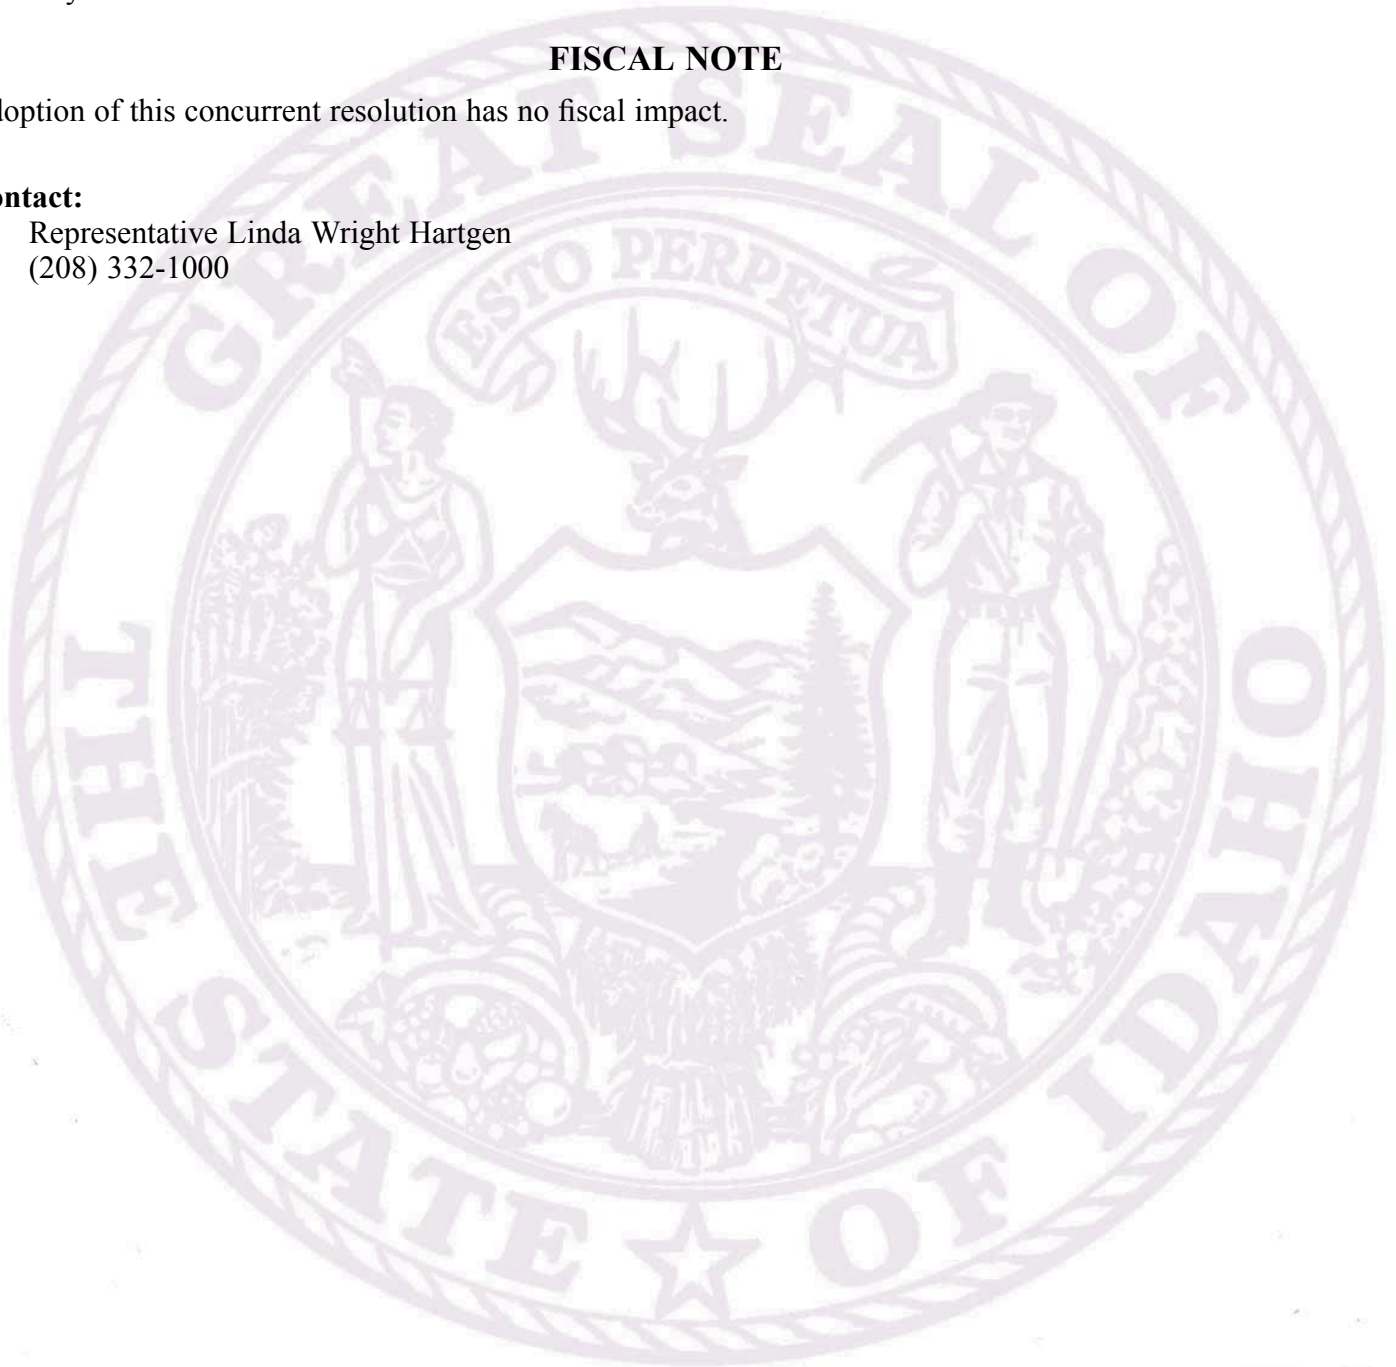 FISCAL NOTE
doption of this concurrent resolution has no fiscal impact.
ontact:
Representative Linda Wright Hartgen
(208) 332-1000
GREAT SEAL OF
THE STATE OF IDAHO
ESTO PERPETUA